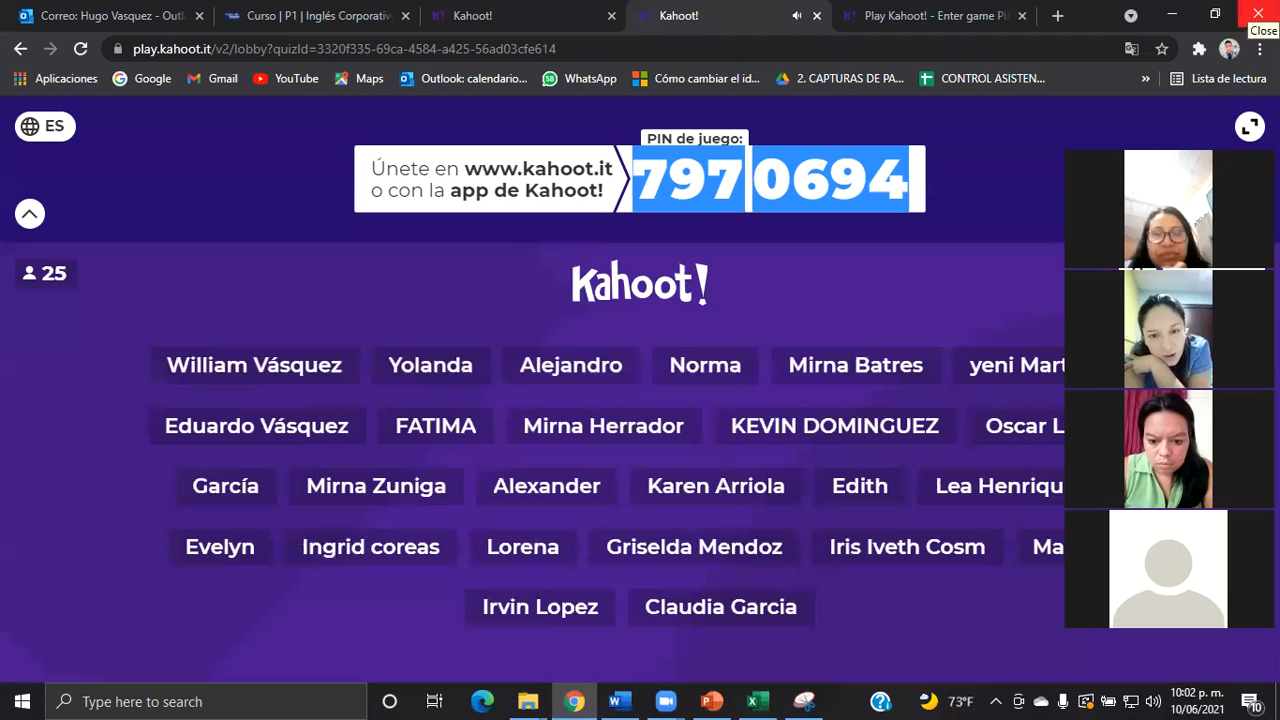 Correo: Hugo Vasquez - Outl
Curso | P1 | Inglés Corporativ
Kahoot!
Kahoot!
Play Kahoot! - Enter game PI
Close
play.kahoot.it/v2/lobby?quizId=3320f335-69ca-4584-a425-56ad03cfe614
Aplicaciones
Google
Gmail
YouTube
Maps
Outlook: calendario...
WhatsApp
Cómo cambiar el id...
2. CAPTURAS DE PA...
CONTROL ASISTEN...
»
Lista de lectura
ES
PIN de juego:
Únete en www.kahoot.it
o con la app de Kahoot!
797 0694
25
Kahoot!
William Vásquez Yolanda Alejandro Norma Mirna Batres yeni Mart
Eduardo Vásquez FATIMA Mirna Herrador KEVIN DOMINGUEZ Oscar L
García Mirna Zuniga Alexander Karen Arriola Edith Lea Henriqu
Evelyn Ingrid coreas Lorena Griselda Mendoz Iris Iveth Cosm Ma
Irvin Lopez Claudia Garcia
Type here to search
73°F
10:02 p. m.
10/06/2021
10